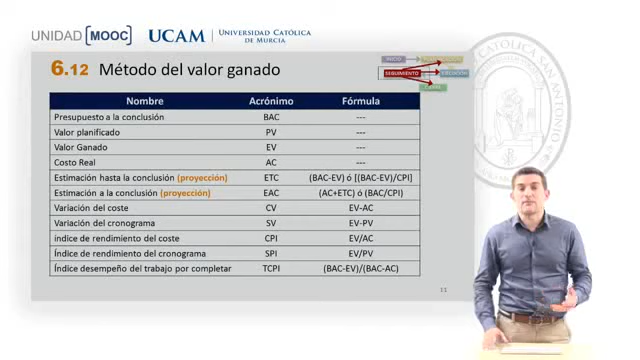 UNIDAD [MOOC] UCAM UNIVERSIDAD CATÓLICA DE MURCIA
6.12 Método del valor ganado
INICIO
SEGUIMIENTO EJECUCIÓN
CIERRE
Nombre Acrónimo Fórmula
Presupuesto a la conclusión BAC ---
Valor planificado PV ---
Valor Ganado EV ---
Costo Real AC ---
Estimación hasta la conclusión (proyección) ETC (BAC-EV) ó [(BAC-EV)/CPI]
Estimación a la conclusión (proyección) EAC (AC+ETC) ó (BAC/CPI)
Variación del coste CV EV-AC
Variación del cronograma SV EV-PV
índice de rendimiento del coste CPI EV/AC
Índice de rendimiento del cronograma SPI EV/PV
Índice desempeño del trabajo por completar TCPI (BAC-EV)/(BAC-AC)
11